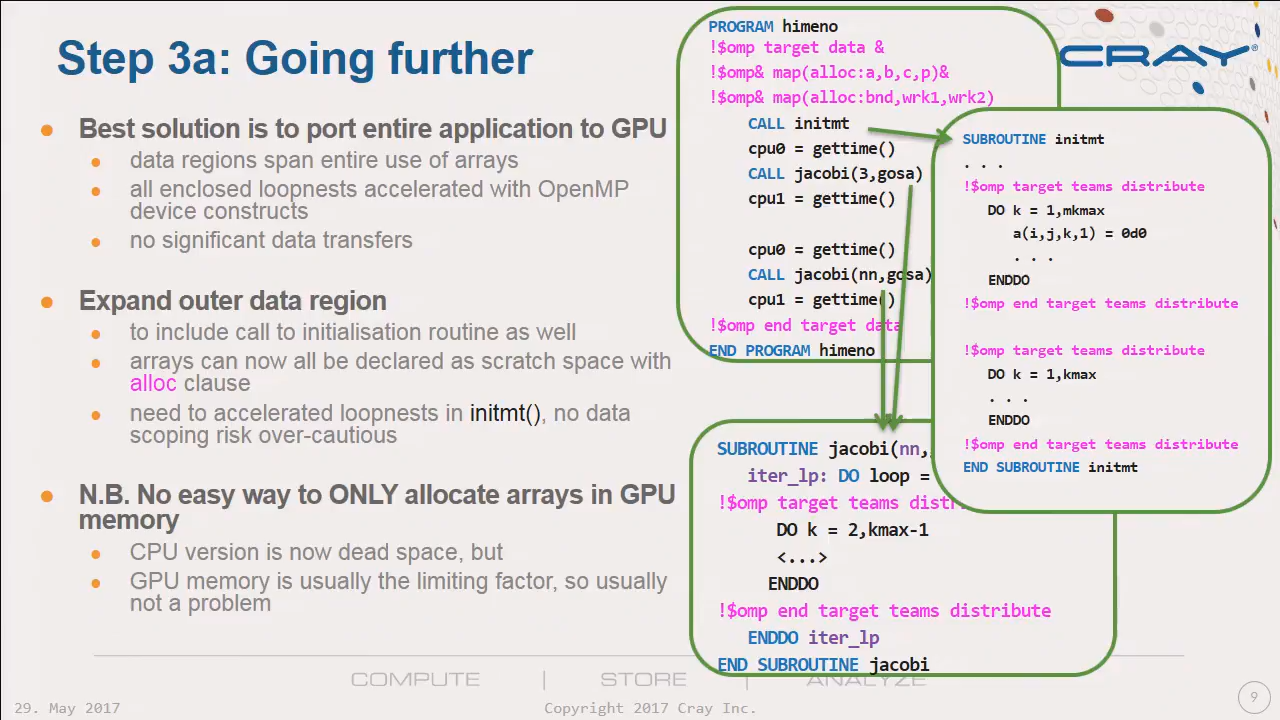 Step 3a: Going further
CRAY®
Best solution is to port entire application to GPU
data regions span entire use of arrays
all enclosed loopnests accelerated with OpenMP
device constructs
no significant data transfers
Expand outer data region
to include call to initialisation routine as well
arrays can now all be declared as scratch space with
alloc clause
need to accelerated loopnests in initmt(), no data
scoping risk over-cautious
N.B. No easy way to ONLY allocate arrays in GPU
memory
CPU version is now dead space, but
GPU memory is usually the limiting factor, so usually
not a problem
PROGRAM himeno
!$omp target data &
!$omp& map(alloc:a,b,c,p)&
!$omp& map(alloc:bnd,wrk1,wrk2)
CALL initmt
cpu0 = gettime()
CALL jacobi(3,gosa)
cpu1 = gettime()
cpu0 = gettime()
CALL jacobi(nn,gosa)
cpu1 = gettime()
!$omp end target data
END PROGRAM himeno
SUBROUTINE initmt
. . .
!$omp target teams distribute
DO k = 1,mkmax
a(i,j,k,1) = 0d0
. . .
ENDDO
!$omp end target teams distribute
!$omp target teams distribute
DO k = 1,kmax
. . .
ENDDO
!$omp end target teams distribute
END SUBROUTINE initmt
SUBROUTINE jacobi(nn,
iter_lp: DO loop =
!$omp target teams distr
DO k = 2,kmax-1
<...>
ENDDO
!$omp end target teams distribute
ENDDO iter_lp
END SUBROUTINE jacobi
COMPUTE | STORE | ANALYZE
29. May 2017
Copyright 2017 Cray Inc.
9